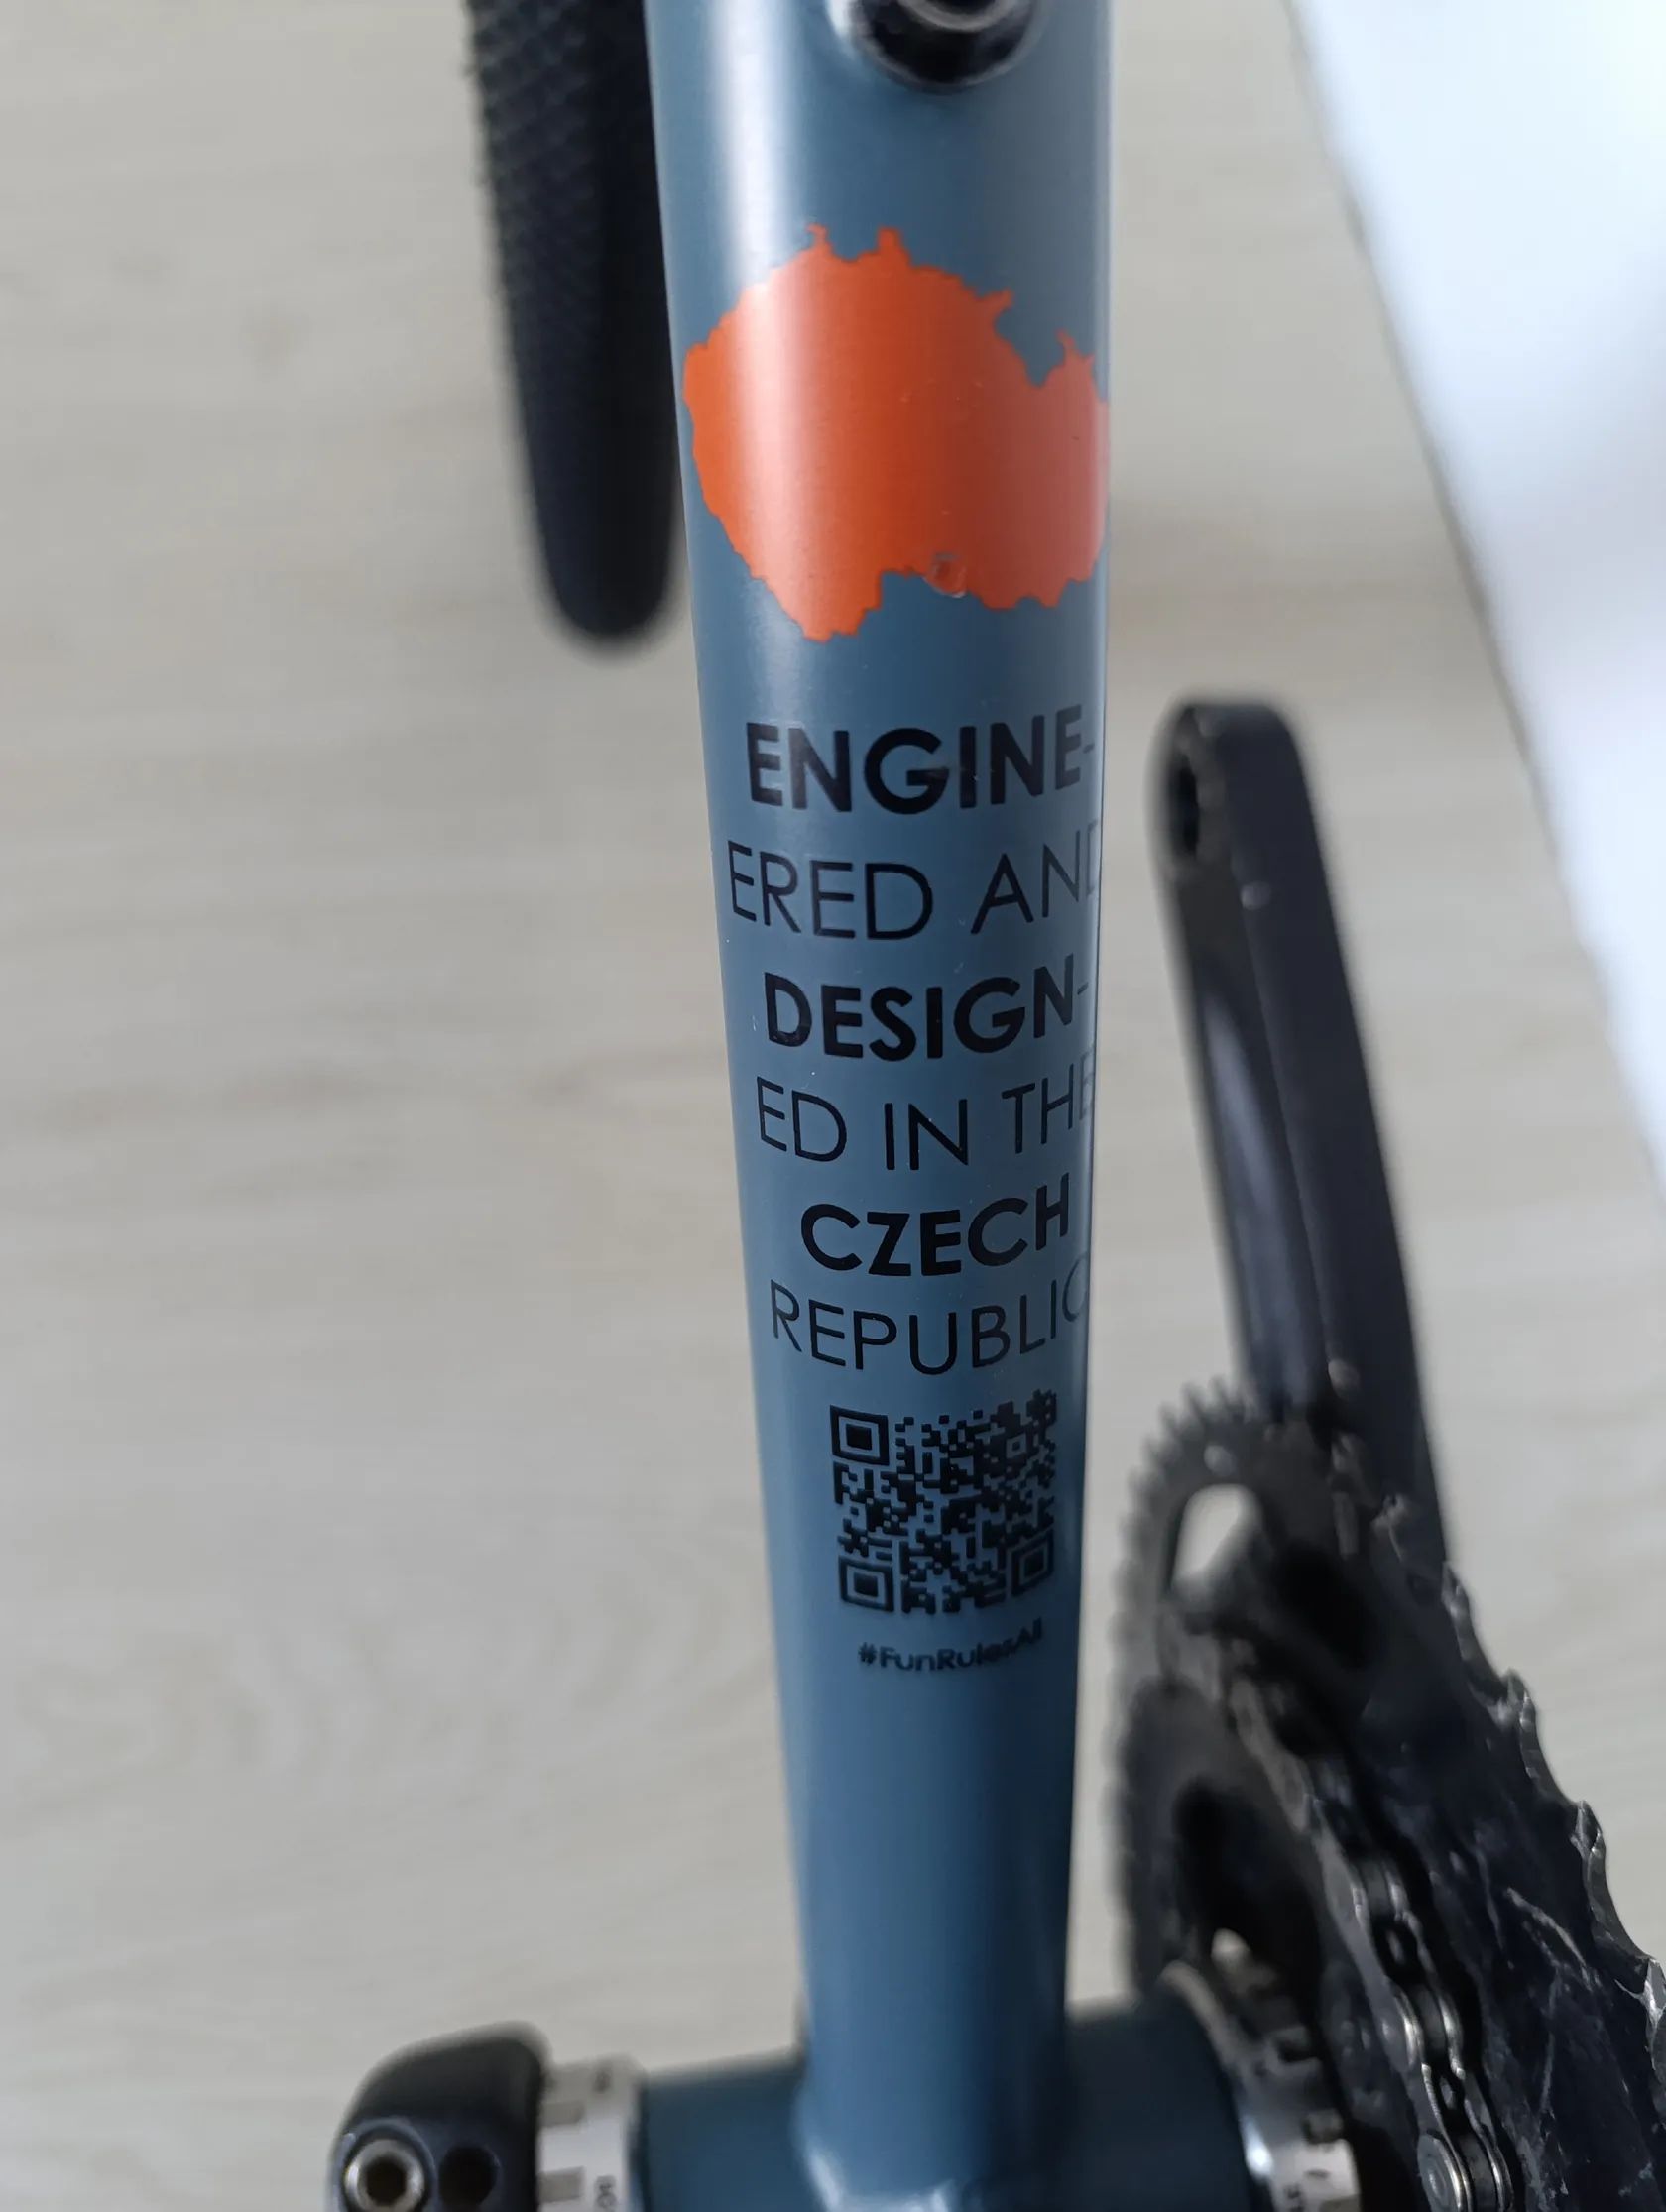 ENGINE-
ERED AND
DESIGN-
ED IN THE
CZECH
REPUBLIC
#FunRulesAll